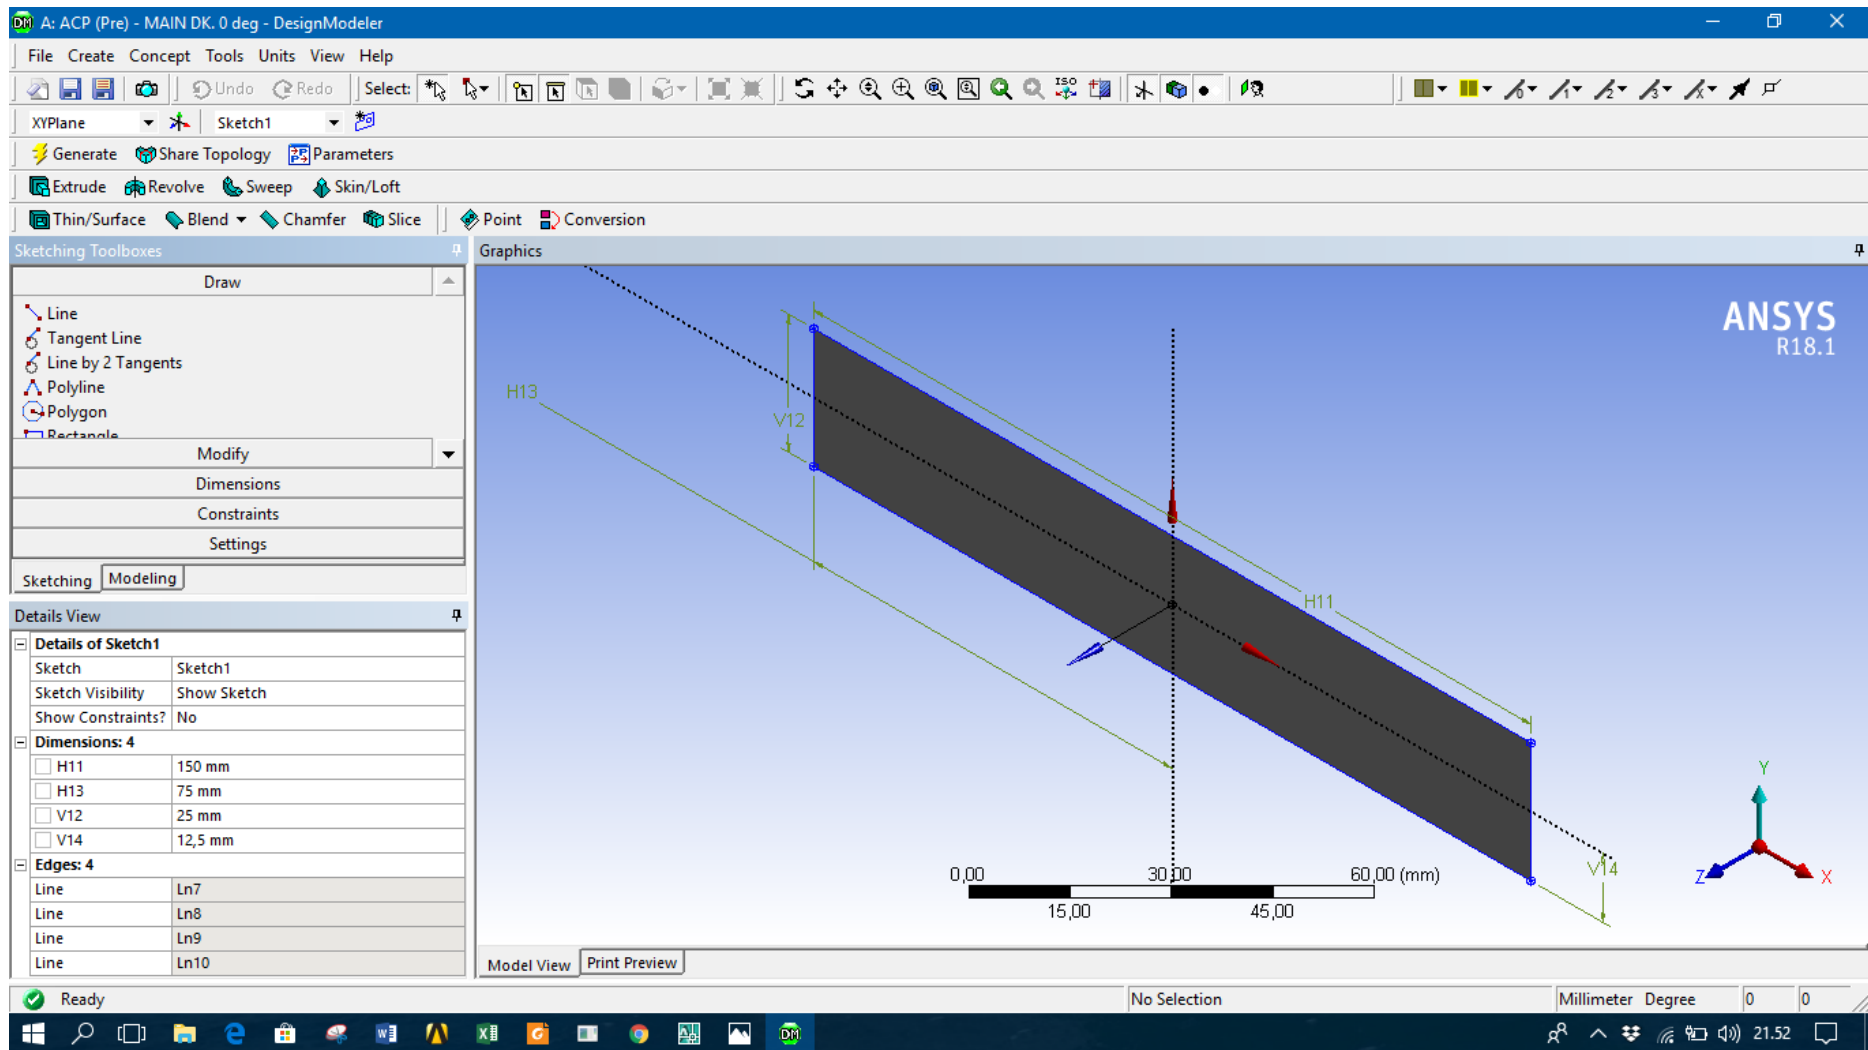 A: ACP (Pre) - MAIN DK. 0 deg - DesignModeler
File Create Concept Tools Units View Help
Undo Redo Select: ISO
XYPlane Sketch1
Generate Share Topology Parameters
Extrude Revolve Sweep Skin/Loft
Thin/Surface Blend Chamfer Slice Point Conversion
Sketching Toolboxes
Draw
Line
Tangent Line
Line by 2 Tangents
Polyline
Polygon
Rectangle
Modify
Dimensions
Constraints
Settings
Sketching Modeling
Details View
Details of Sketch1
Sketch Sketch1
Sketch Visibility Show Sketch
Show Constraints? No
Dimensions: 4
H11 150 mm
H13 75 mm
V12 25 mm
V14 12,5 mm
Edges: 4
Line Ln7
Line Ln8
Line Ln9
Line Ln10
Graphics
ANSYS
R18.1
H13
V12
H11
V14
0,00 30,00 60,00 (mm)
15,00 45,00
Y
Z X
Model View Print Preview
Ready No Selection Millimeter Degree 0 0
DM 21.52